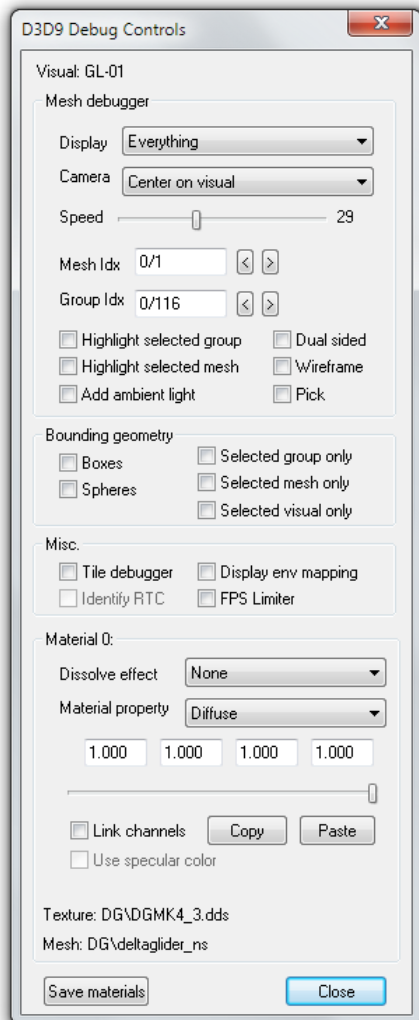 D3D9 Debug Controls
Visual: GL-01
Mesh debugger
Display Everything
Camera Center on visual
Speed 29
Mesh Idx 0/1 < >
Group Idx 0/116 < >
Highlight selected group Dual sided
Highlight selected mesh Wireframe
Add ambient light Pick
Bounding geometry
Boxes Selected group only
Spheres Selected mesh only
Selected visual only
Misc.
Tile debugger Display env mapping
Identify RTC FPS Limiter
Material 0:
Dissolve effect None
Material property Diffuse
1.000 1.000 1.000 1.000
Link channels Copy Paste
Use specular color
Texture: DG\DGMK4_3.dds
Mesh: DG\deltaglider_ns
Save materials Close